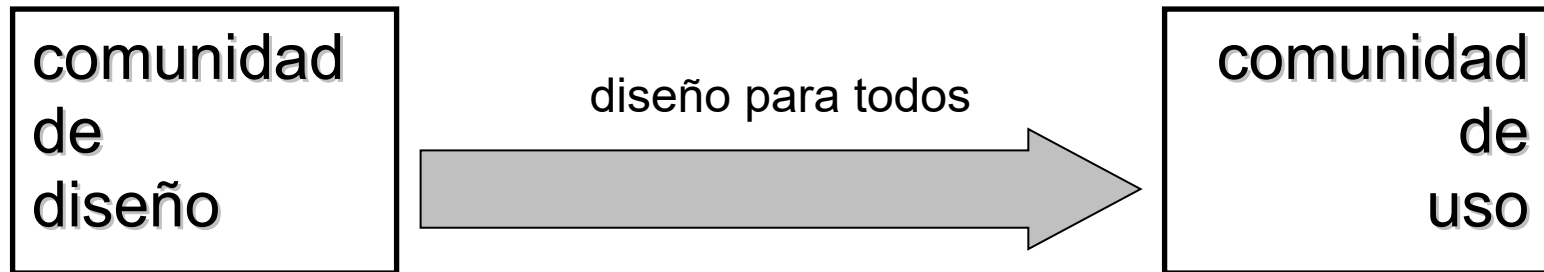 comunidad
de
diseño
diseño para todos
comunidad
de
uso